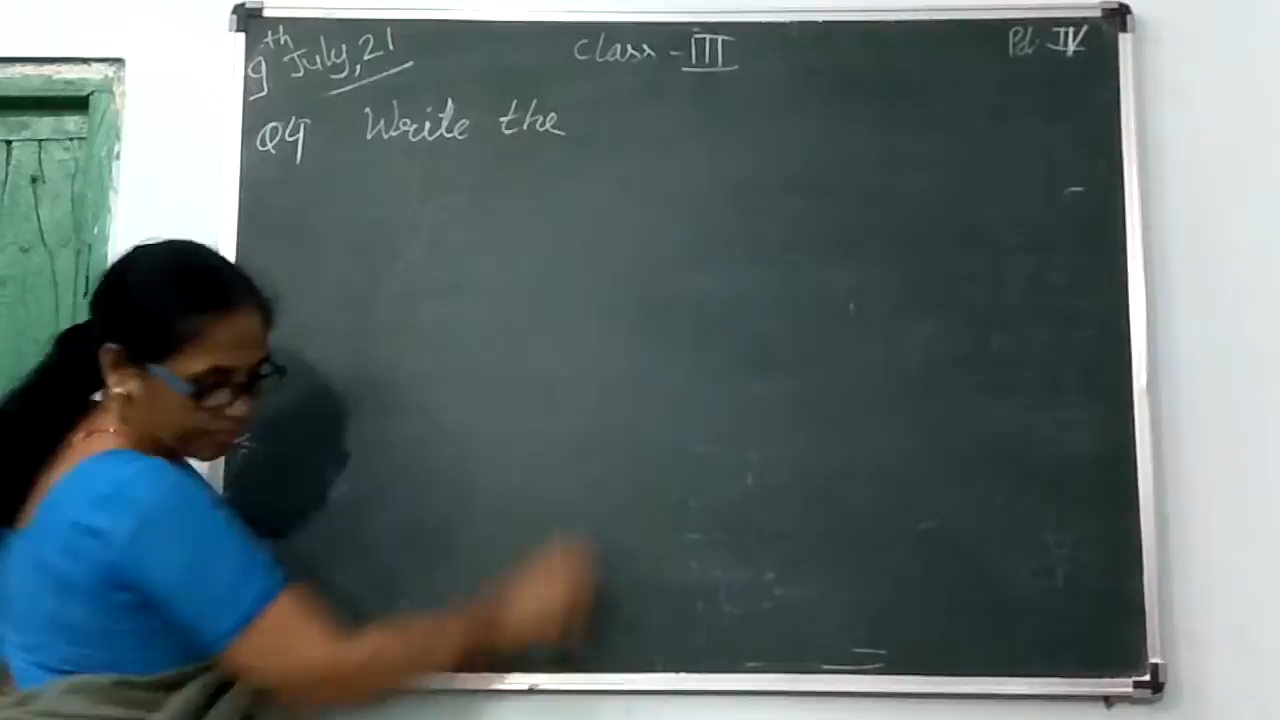 9th July, 21 Class - III Pd IV
Q4 Write the